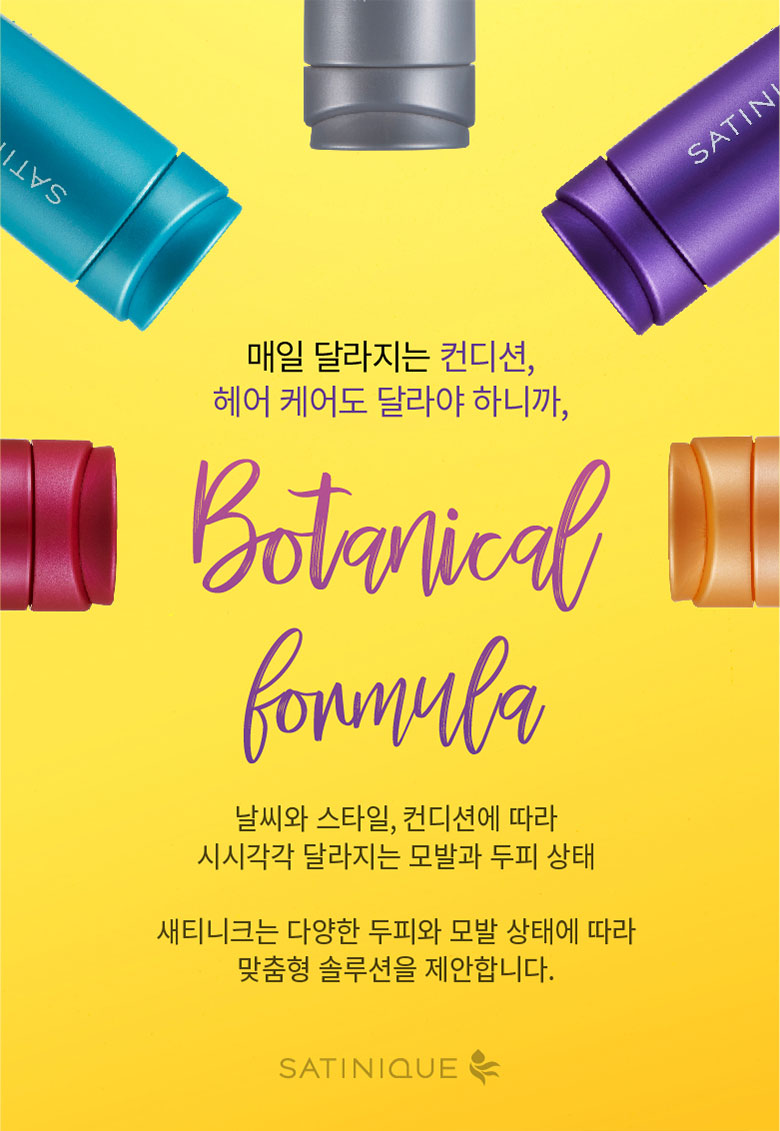 SATI
SATIN
매일 달라지는 컨디션,
헤어 케어도 달라야 하니까,
Botanical
formula
날씨와 스타일, 컨디션에 따라
시시각각 달라지는 모발과 두피 상태
새티니크는 다양한 두피와 모발 상태에 따라
맞춤형 솔루션을 제안합니다.
SATINIQUE